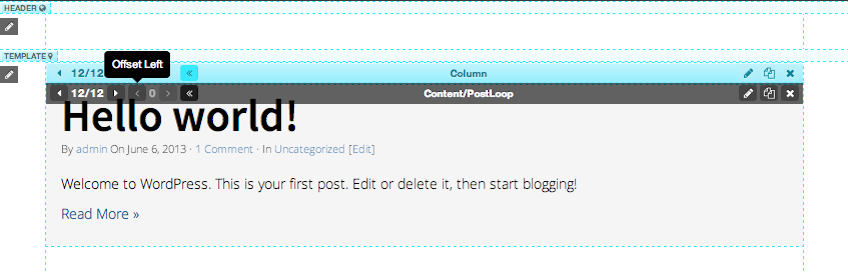 HEADER
TEMPLATE
Offset Left
12/12 « Column
12/12 0 « Content/PostLoop
Hello world!
By admin On June 6, 2013 · 1 Comment · In Uncategorized [Edit]
Welcome to WordPress. This is your first post. Edit or delete it, then start blogging!
Read More »